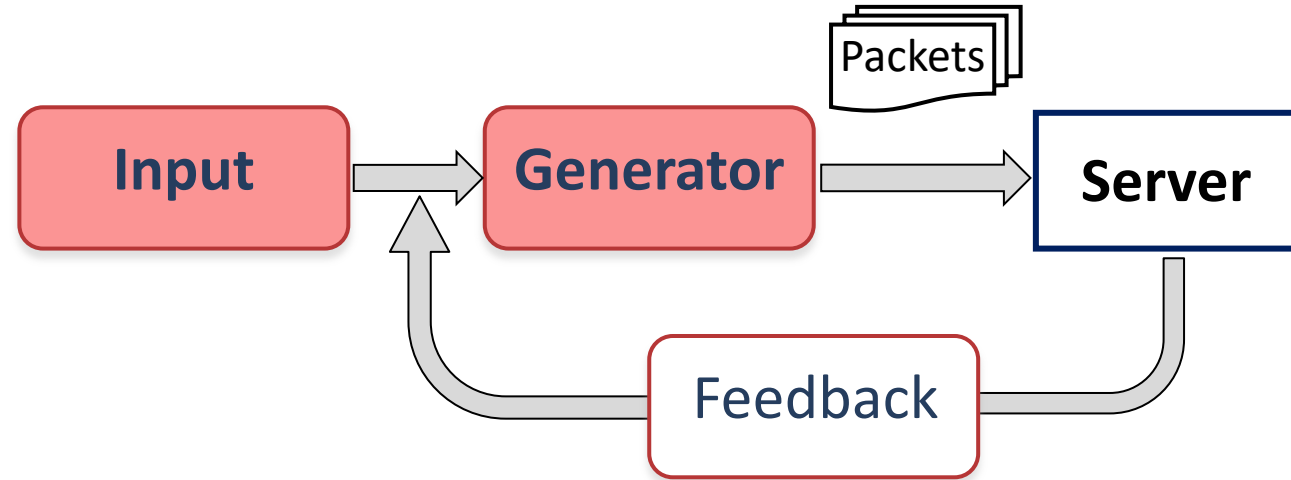 Packets
Input
Generator
Server
Feedback